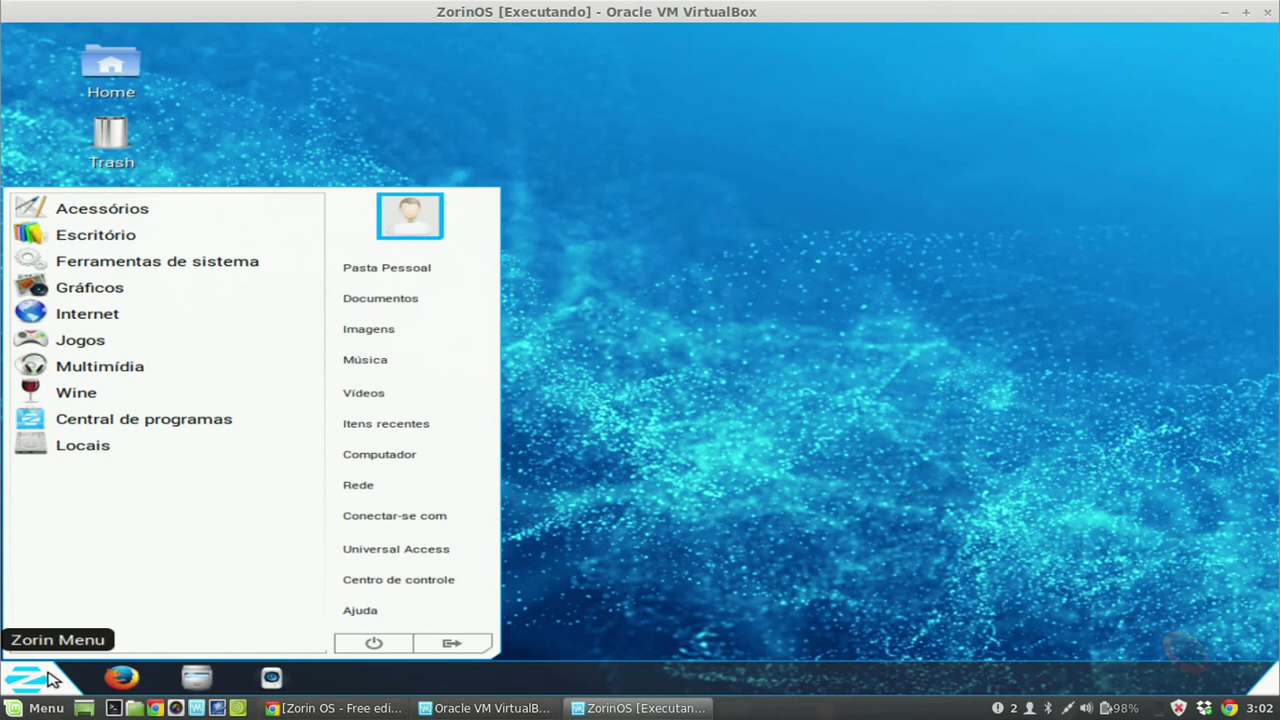 ZorinOS [Executando] - Oracle VM VirtualBox
Home
Trash
Acessórios
Escritório
Ferramentas de sistema
Gráficos
Internet
Jogos
Multimídia
Wine
Central de programas
Locais
Pasta Pessoal
Documentos
Imagens
Música
Vídeos
Itens recentes
Computador
Rede
Conectar-se com
Universal Access
Centro de controle
Ajuda
Zorin Menu
Menu
[Zorin OS - Free edi...
Oracle VM VirtualB...
ZorinOS [Executan...
2
98%
3:02